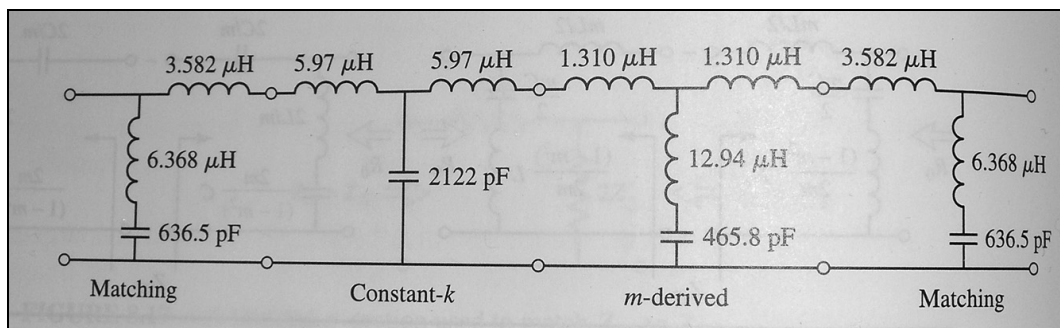 3.582 μH
5.97 μH
5.97 μH
1.310 μH
1.310 μH
3.582 μH
6.368 μH
2122 pF
12.94 μH
6.368 μH
636.5 pF
465.8 pF
636.5 pF
Matching
Constant-k
m-derived
Matching